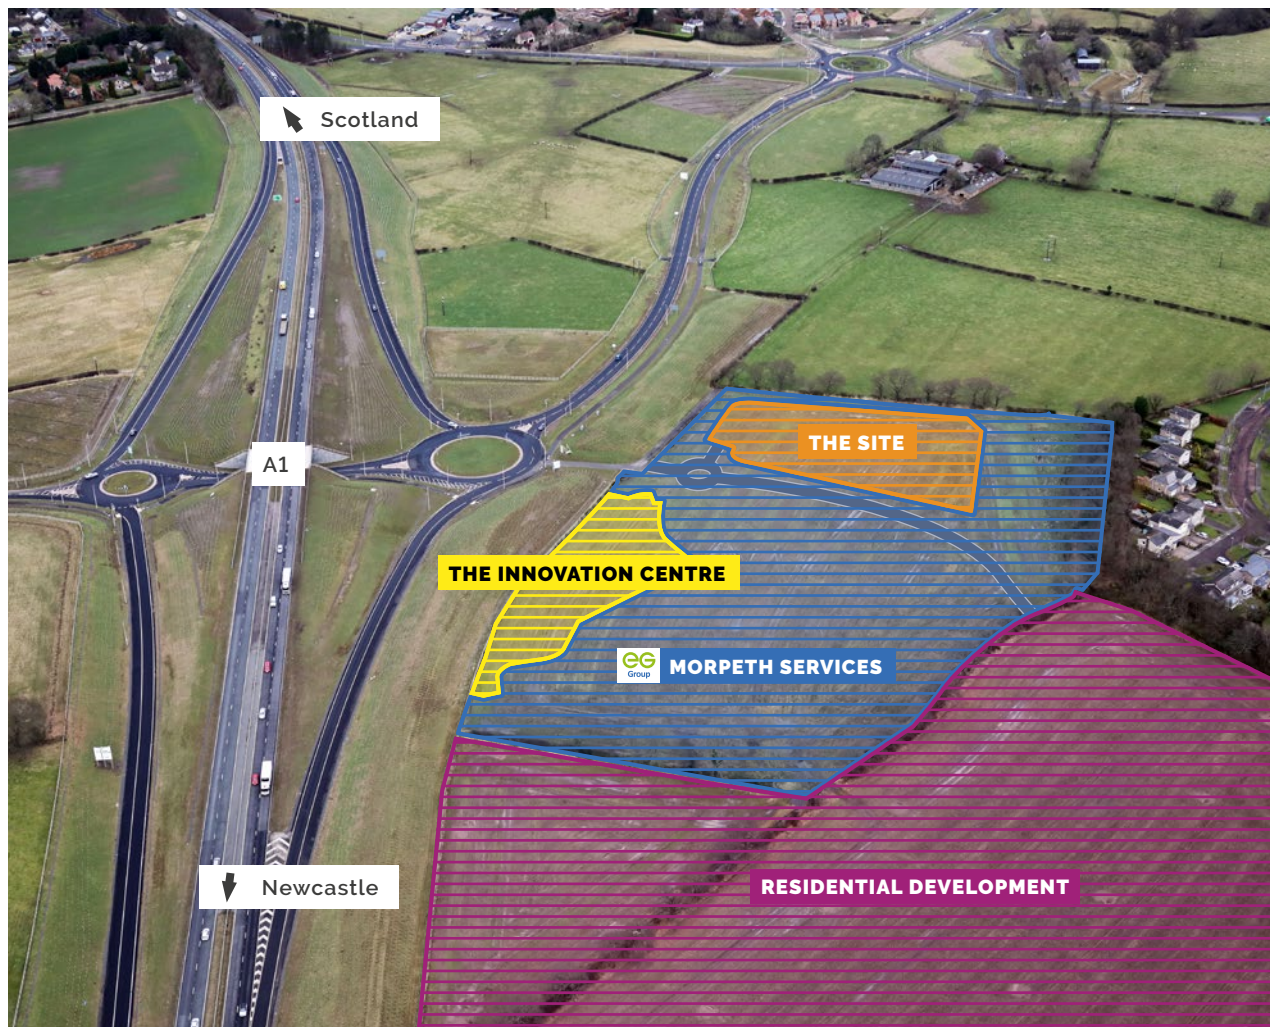 Scotland
THE SITE
A1
THE INNOVATION CENTRE
eG Group MORPETH SERVICES
Newcastle
RESIDENTIAL DEVELOPMENT